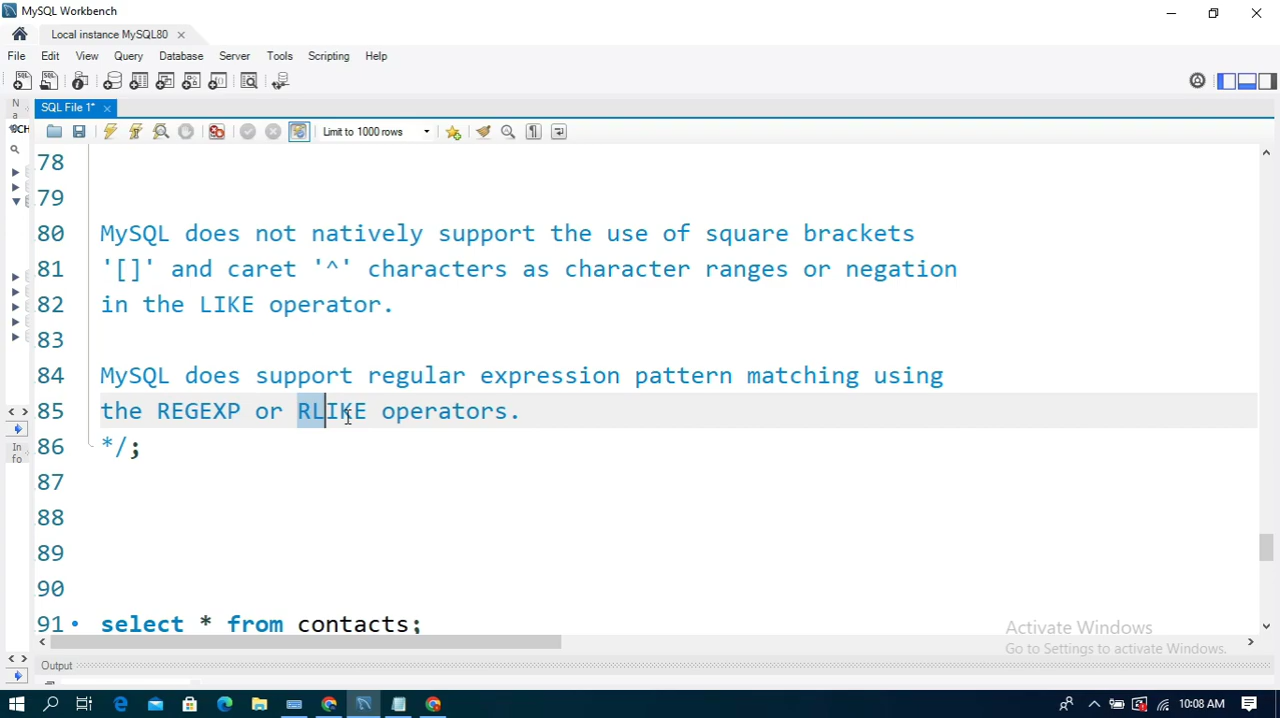 MySQL Workbench
Local instance MySQL80
File Edit View Query Database Server Tools Scripting Help
Na
SQL File 1*
SCH
Limit to 1000 rows
78
79
80 MySQL does not natively support the use of square brackets
81 '[]' and caret '^' characters as character ranges or negation
82 in the LIKE operator.
83
84 MySQL does support regular expression pattern matching using
85 the REGEXP or RLIKE operators.
86 */;
87
88
89
90
91 select * from contacts;
Info
Activate Windows
Go to Settings to activate Windows.
Output
10:08 AM